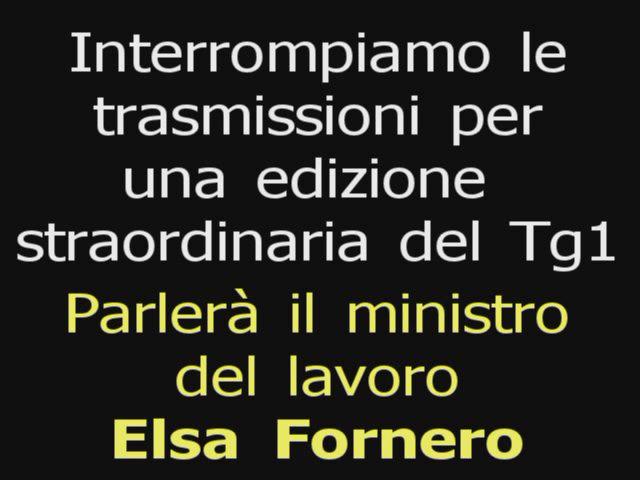 Interrompiamo le
trasmissioni per
una edizione
straordinaria del Tg1
Parlerà il ministro
del lavoro
Elsa Fornero